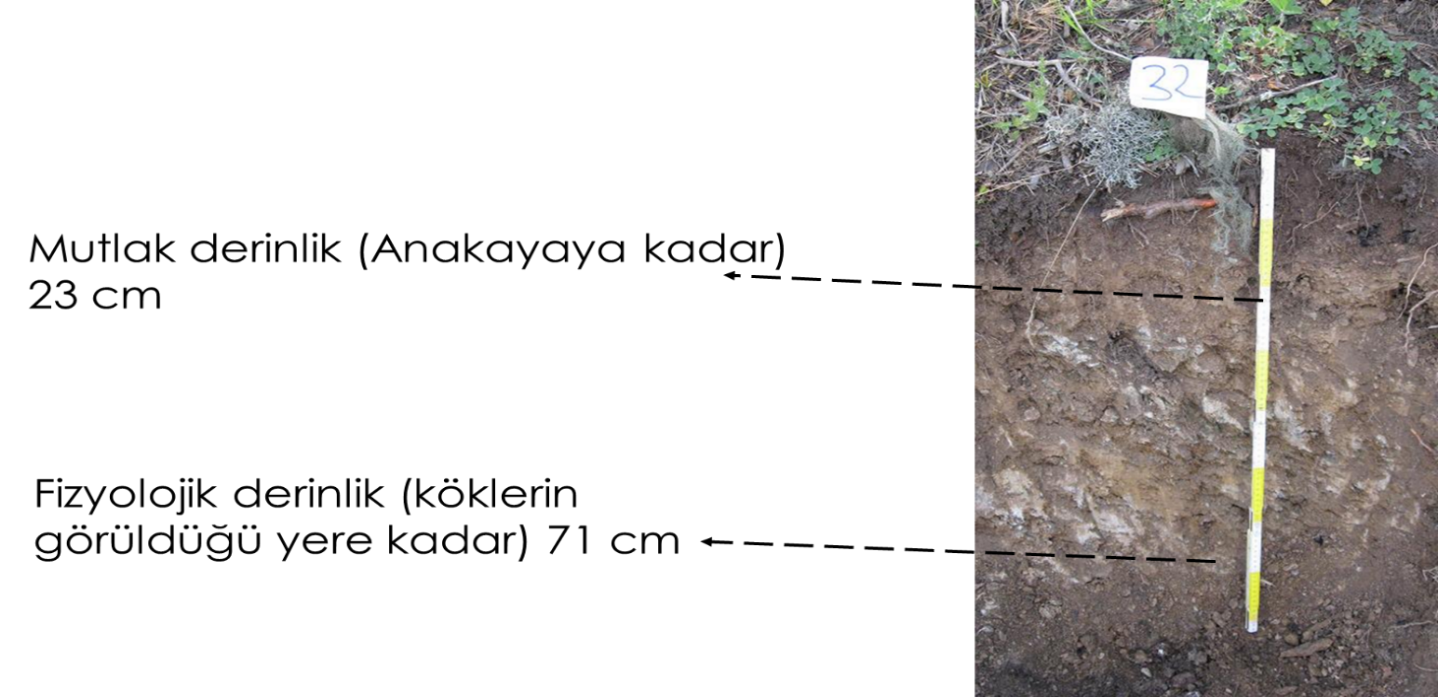 32
Mutlak derinlik (Anakayaya kadar)
23 cm
Fizyolojik derinlik (köklerin
görüldüğü yere kadar) 71 cm